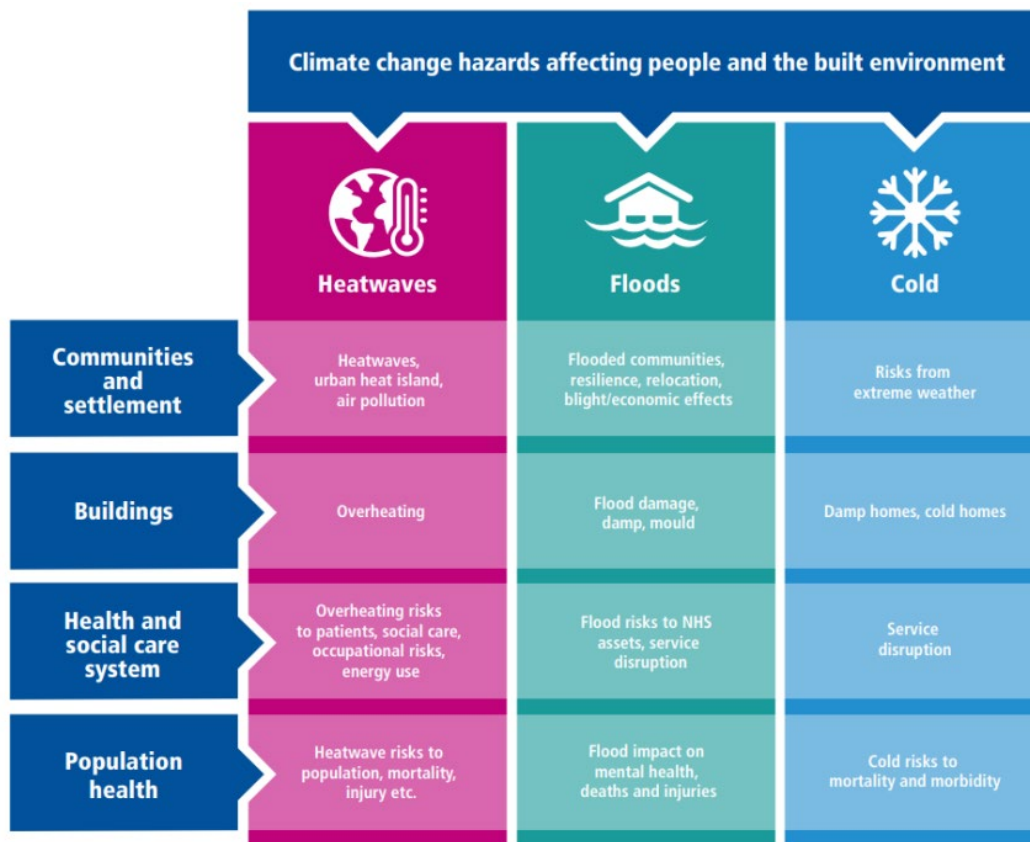 Climate change hazards affecting people and the built environment
Heatwaves
Floods
Cold
Communities
and
settlement
Heatwaves,
urban heat island,
air pollution
Flooded communities,
resilience, relocation,
blight/economic effects
Risks from
extreme weather
Buildings
Overheating
Flood damage,
damp, mould
Damp homes, cold homes
Health and
social care
system
Overheating risks
to patients, social care,
occupational risks,
energy use
Flood risks to NHS
assets, service
disruption
Service
disruption
Population
health
Heatwave risks to
population, mortality,
injury etc.
Flood impact on
mental health,
deaths and injuries
Cold risks to
mortality and morbidity